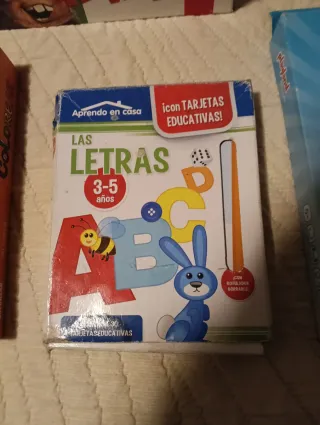 Aprendo en casa
¡con TARJETAS
EDUCATIVAS!
LAS
LETRAS
3-5
años
A B C D
TARJETAS EDUCATIVAS